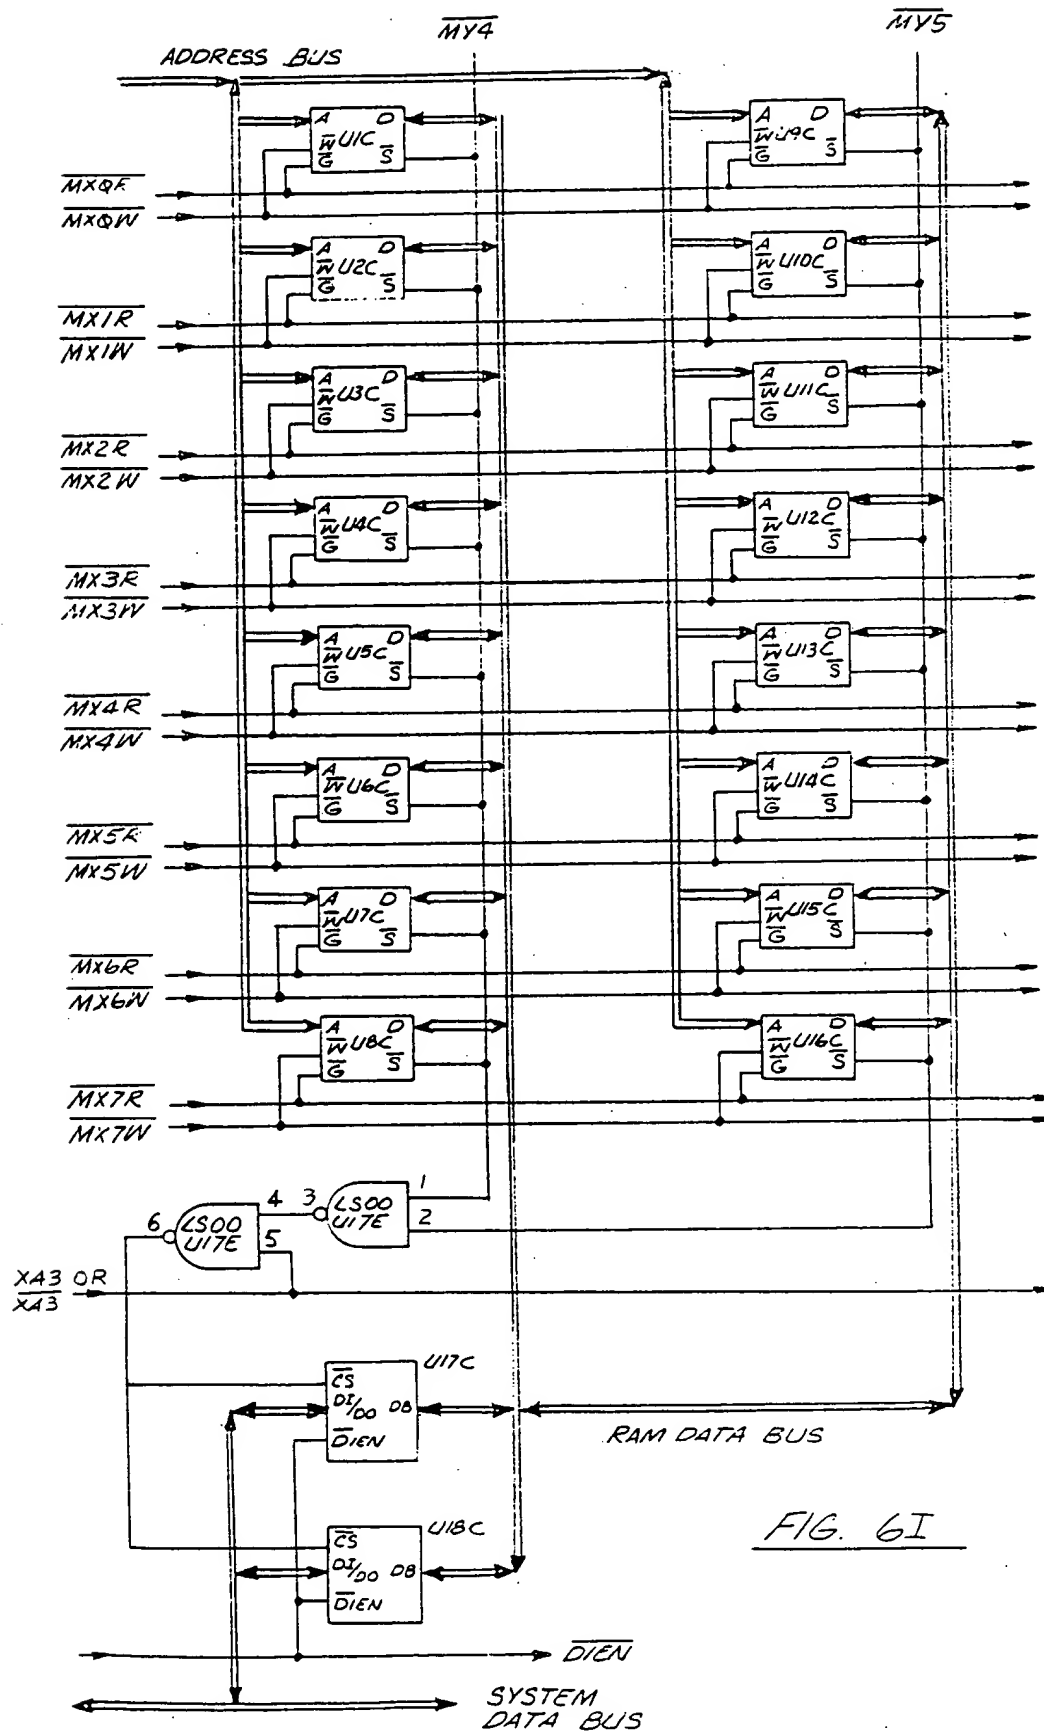 MY4
MY5
ADDRESS BUS
A D
W U1C S
G
A D
W U9C S
G
MXQR
MXQW
A D
W U2C S
G
A D
W U10C S
G
MX1R
MX1W
A D
W U3C S
G
A D
W U11C S
G
MX2R
MX2W
A D
W U4C S
G
A D
W U12C S
G
MX3R
MX3W
A D
W U5C S
G
A D
W U13C S
G
MX4R
MX4W
A D
W U6C S
G
A D
W U14C S
G
MX5R
MX5W
A D
W U7C S
G
A D
W U15C S
G
MX6R
MX6W
A D
W U8C S
G
A D
W U16C S
G
MX7R
MX7W
6 LS00 U17E 4 5
3 LS00 U17E 1 2
XA3 OR
XA3
U17C
CS
DI/DO DB
DIEN
RAM DATA BUS
U18C
CS
DI/DO DB
DIEN
FIG. 6I
DIEN
SYSTEM
DATA BUS